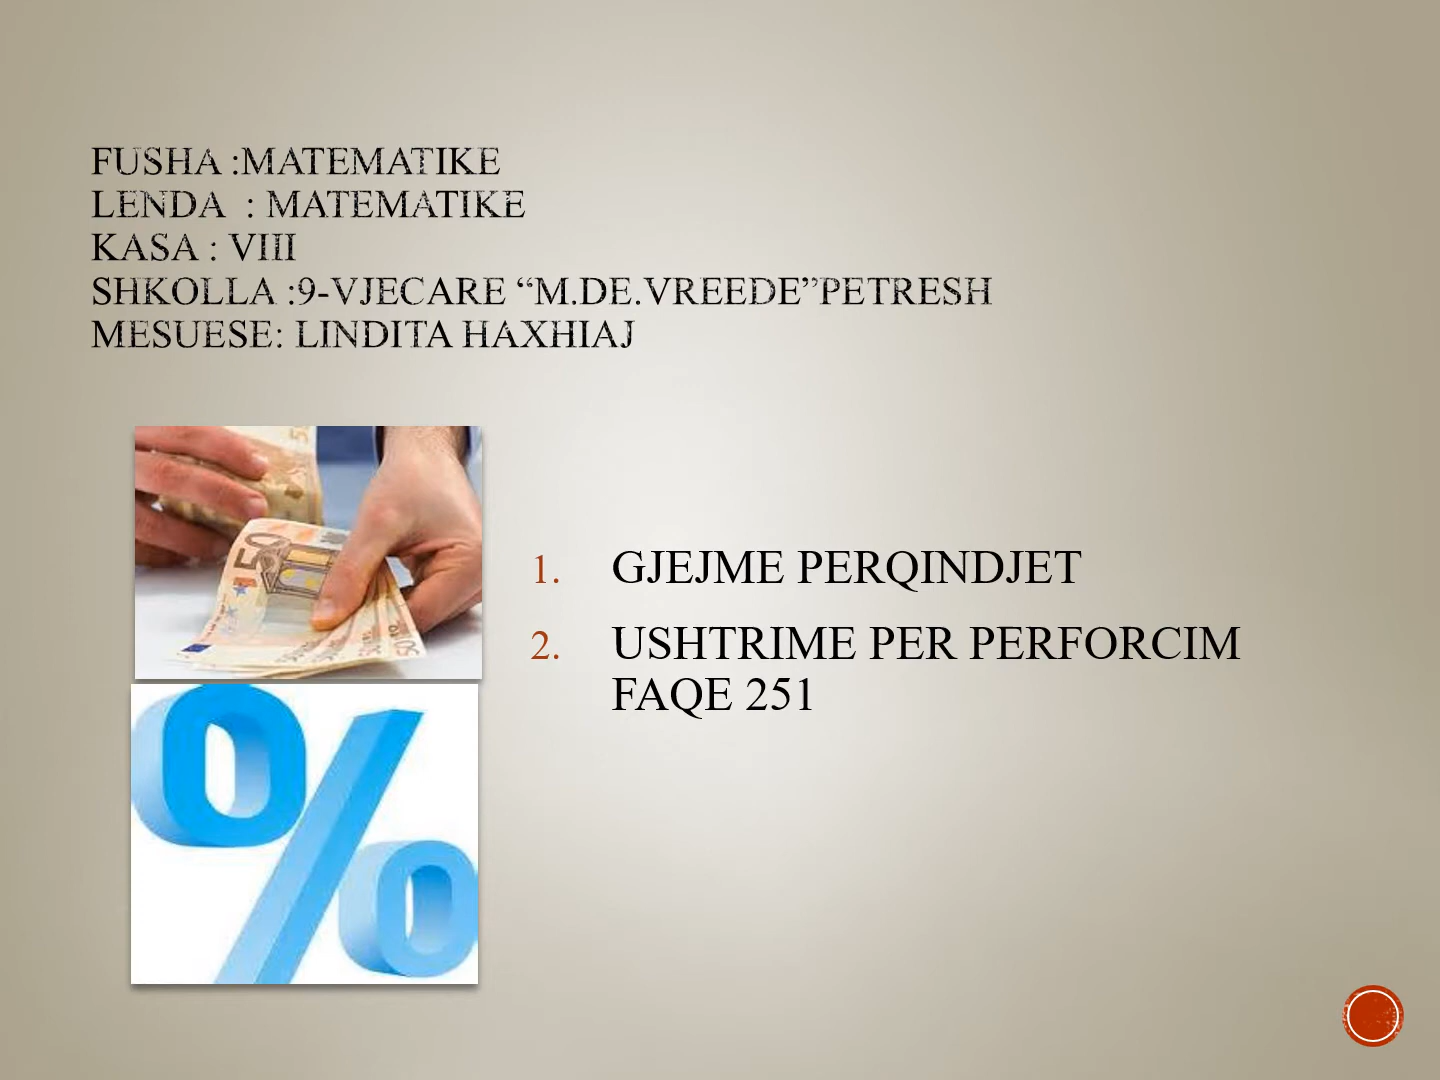 FUSHA :MATEMATIKE
LENDA : MATEMATIKE
KASA : VIII
SHKOLLA :9-VJECARE “M.DE.VREEDE”PETRESH
MESUESE: LINDITA HAXHIAJ
50
1. GJEJME PERQINDJET
2. USHTRIME PER PERFORCIM
FAQE 251
%